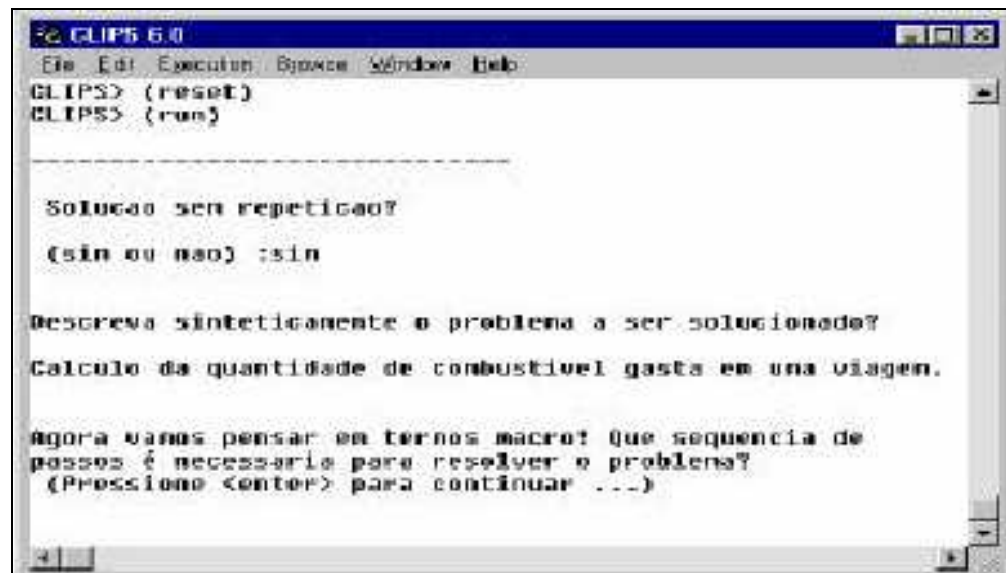 CLIPS 6.0
File Edit Execution Browse Window Help
CLIPS> (reset)
CLIPS> (run)
--------------------------------
Solucao sem repeticao?
(sim ou nao) :sim
Descreva sinteticamente o problema a ser solucionado?
Calculo da quantidade de combustivel gasta em uma viagem.
Agora vamos pensar em termos macro! Que sequencia de
passos é necessaria para resolver o problema?
(Pressione <enter> para continuar ...)